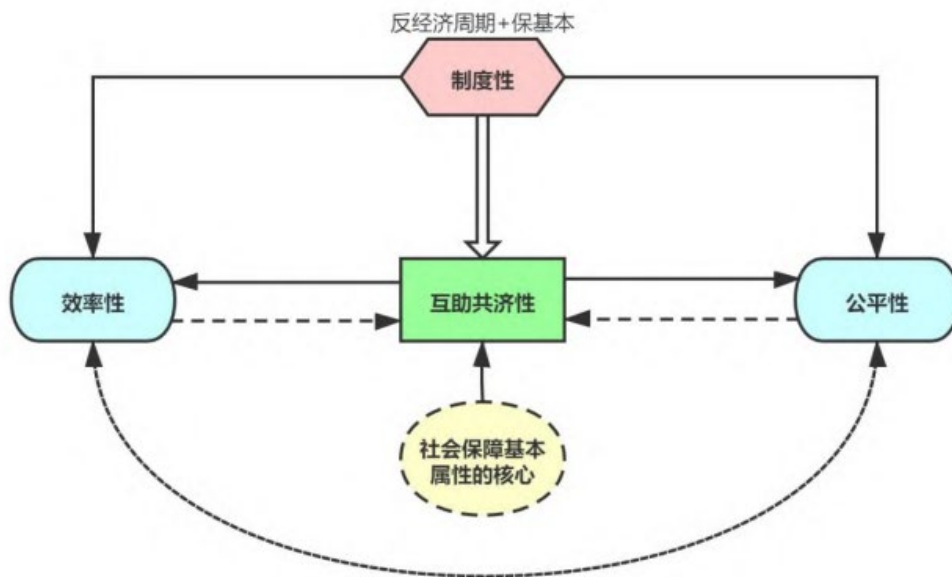 反经济周期+保基本
制度性
效率性
互助共济性
公平性
社会保障基本
属性的核心